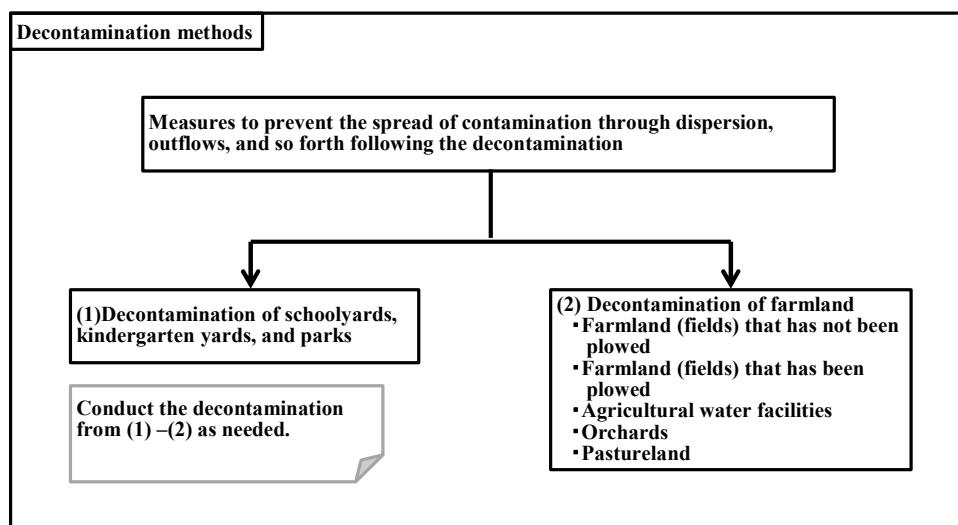 Decontamination methods
Measures to prevent the spread of contamination through dispersion,
outflows, and so forth following the decontamination
(1)Decontamination of schoolyards,
kindergarten yards, and parks
Conduct the decontamination
from (1) –(2) as needed.
(2) Decontamination of farmland
・Farmland (fields) that has not been
plowed
・Farmland (fields) that has been
plowed
・Agricultural water facilities
・Orchards
・Pastureland